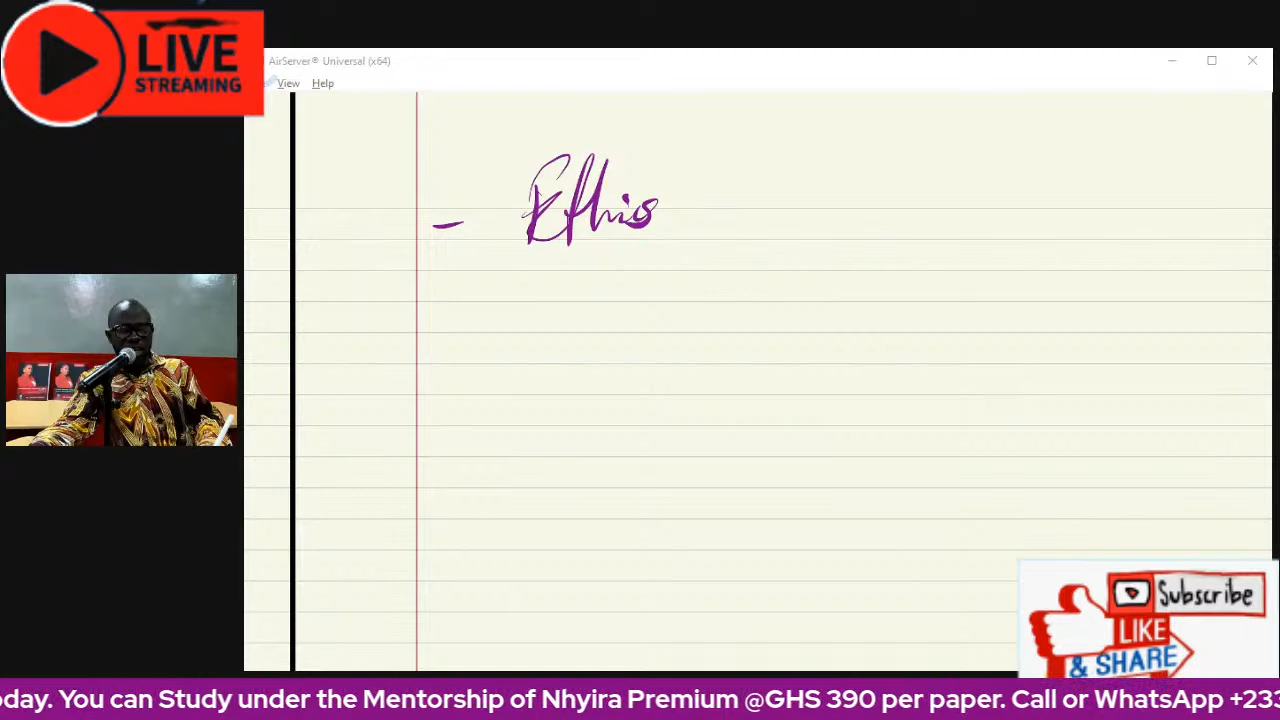 LIVE
STREAMING
AirServer® Universal (x64)
View Help
- Ethis
Subscribe
LIKE
& SHARE
oday. You can Study under the Mentorship of Nhyira Premium @GHS 390 per paper. Call or WhatsApp +233